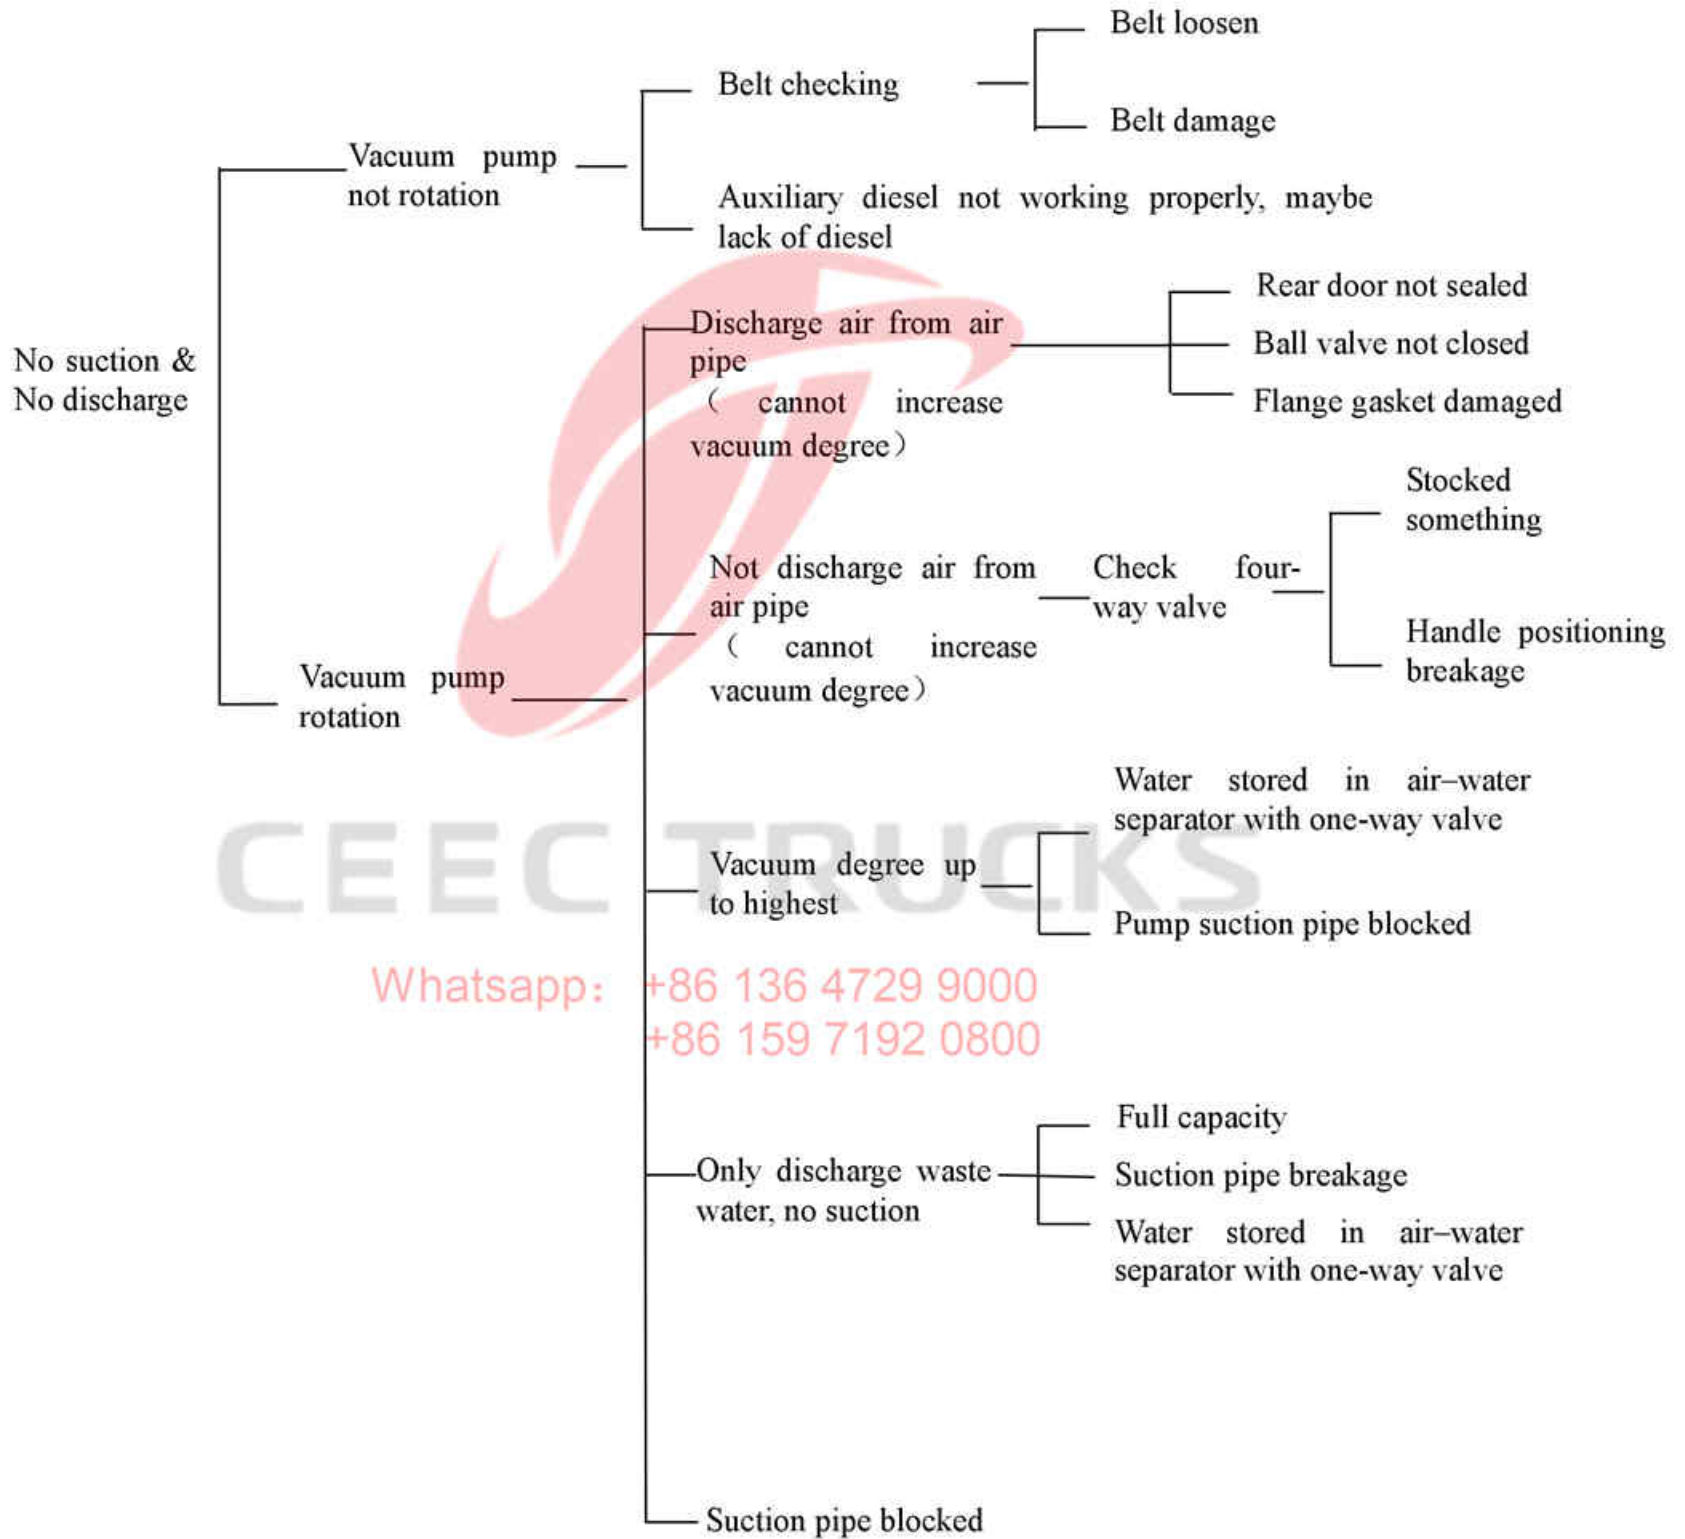 Belt loosen
Belt checking
Belt damage
Vacuum pump
not rotation
Auxiliary diesel not working properly, maybe
lack of diesel
Rear door not sealed
Discharge air from air
pipe
（ cannot increase
vacuum degree）
Ball valve not closed
Flange gasket damaged
No suction &
No discharge
Stocked
something
Not discharge air from
air pipe
（ cannot increase
vacuum degree）
Check four-
way valve
Handle positioning
breakage
Vacuum pump
rotation
Water stored in air–water
separator with one-way valve
Vacuum degree up
to highest
CEEC TRUCKS
Pump suction pipe blocked
Whatsapp： +86 136 4729 9000
+86 159 7192 0800
Full capacity
Only discharge waste
water, no suction
Suction pipe breakage
Water stored in air–water
separator with one-way valve
Suction pipe blocked